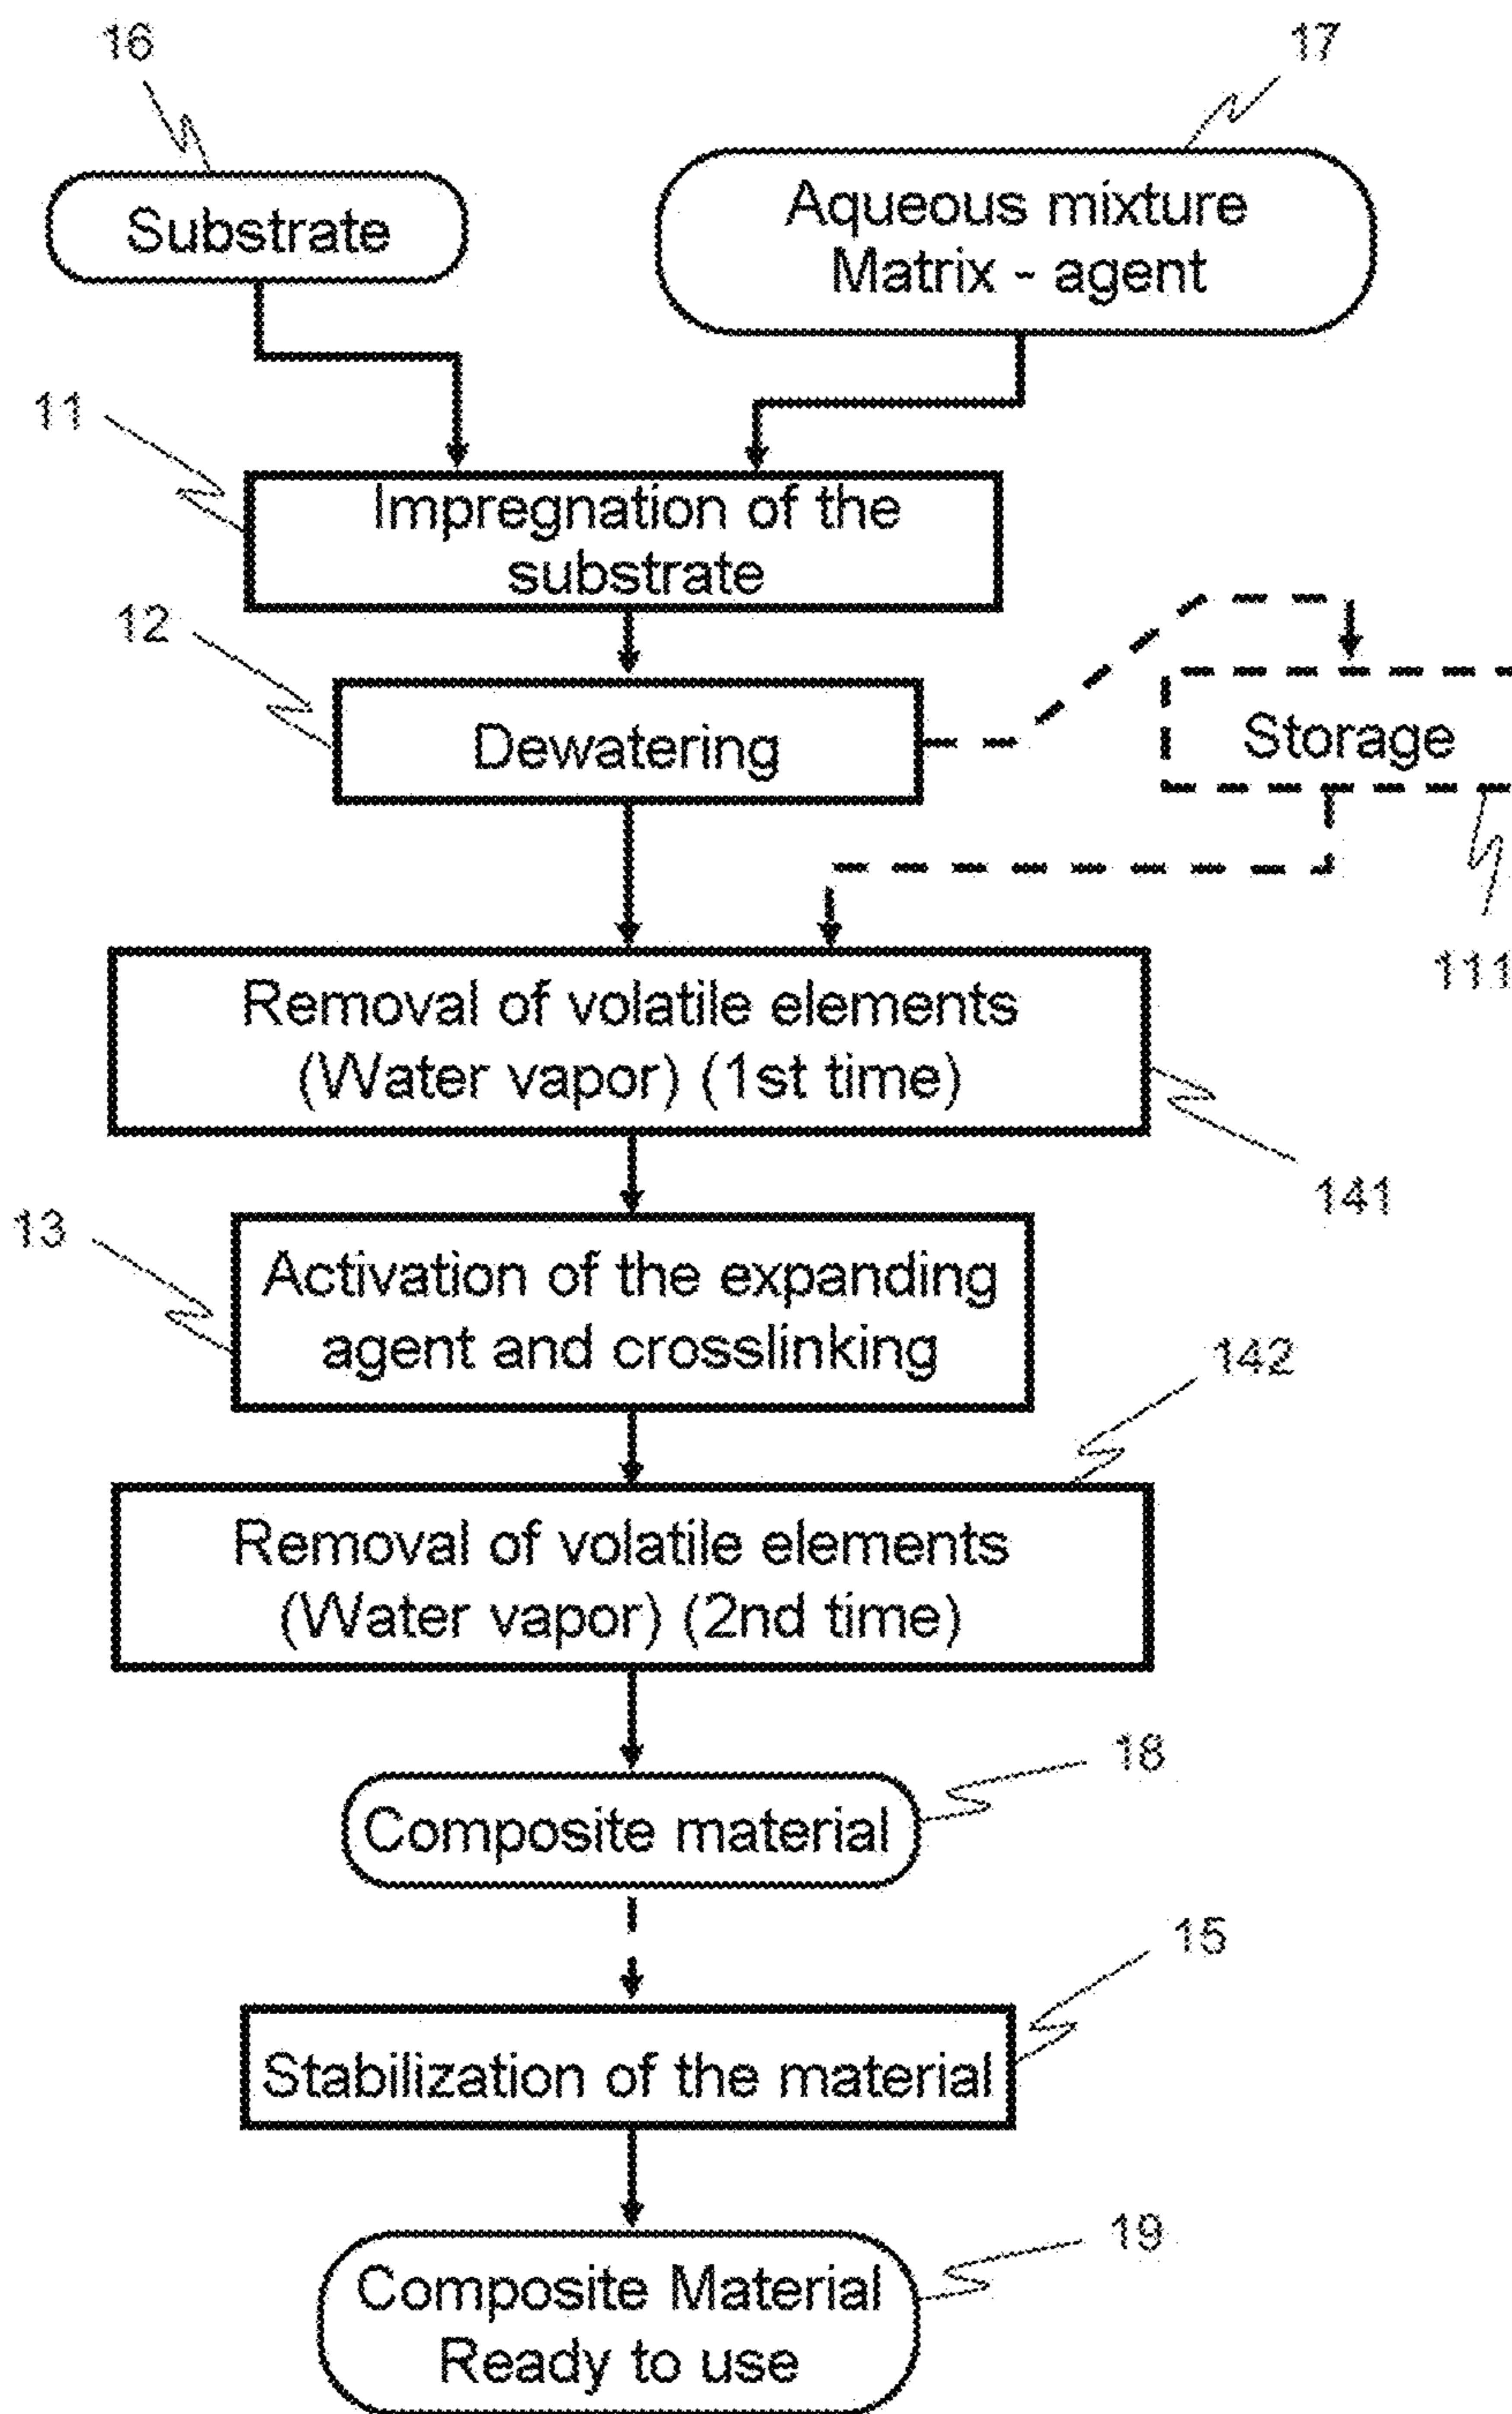 16
17
Substrate
Aqueous mixture
Matrix - agent
11
Impregnation of the
substrate
12
Dewatering
Storage
111
Removal of volatile elements
(Water vapor) (1st time)
141
13
Activation of the expanding
agent and crosslinking
142
Removal of volatile elements
(Water vapor) (2nd time)
18
Composite material
15
Stabilization of the material
19
Composite Material
Ready to use